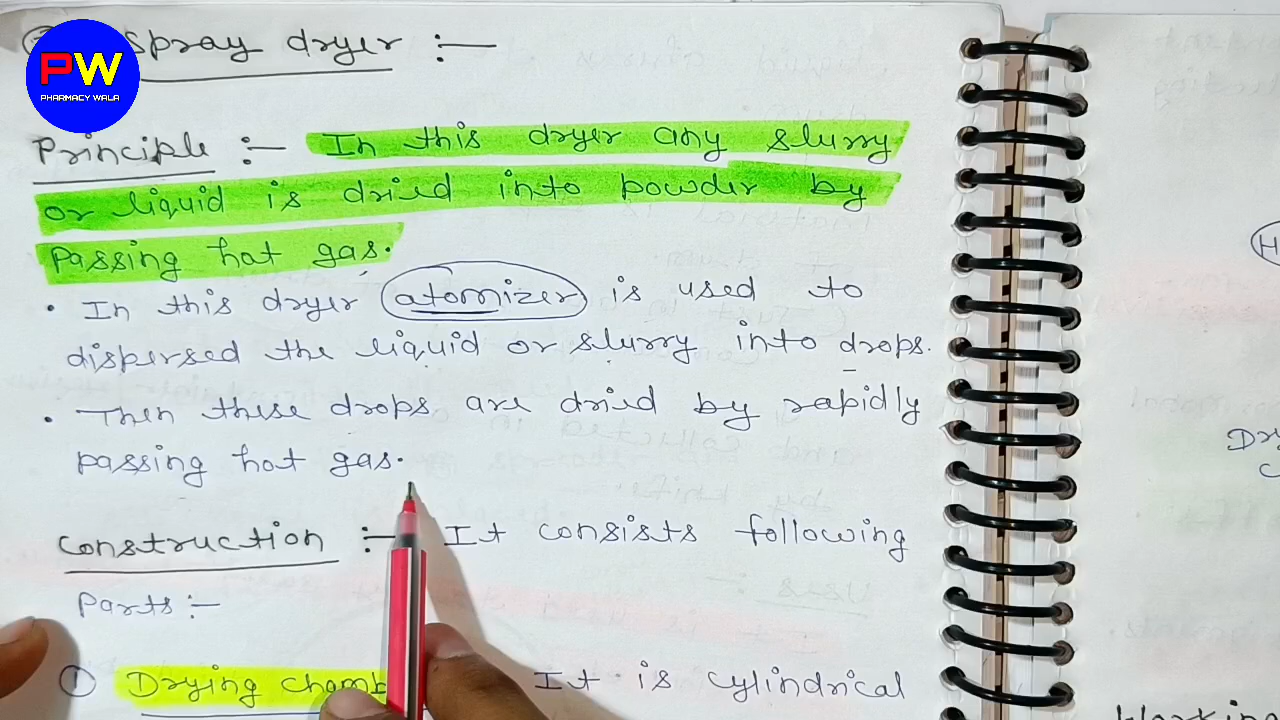 PW
PHARMACY WALA
spray dryer :—
Principle :— In this dryer any slurry
or liquid is dried into powder by
passing hot gas.
• In this dryer atomizer is used to
dispersed the liquid or slurry into drops.
• Then these drops are dried by rapidly
passing hot gas.
Construction :— It consists following
Parts :—
① Drying chamb It is cylindrical
H
Dr
C
Working